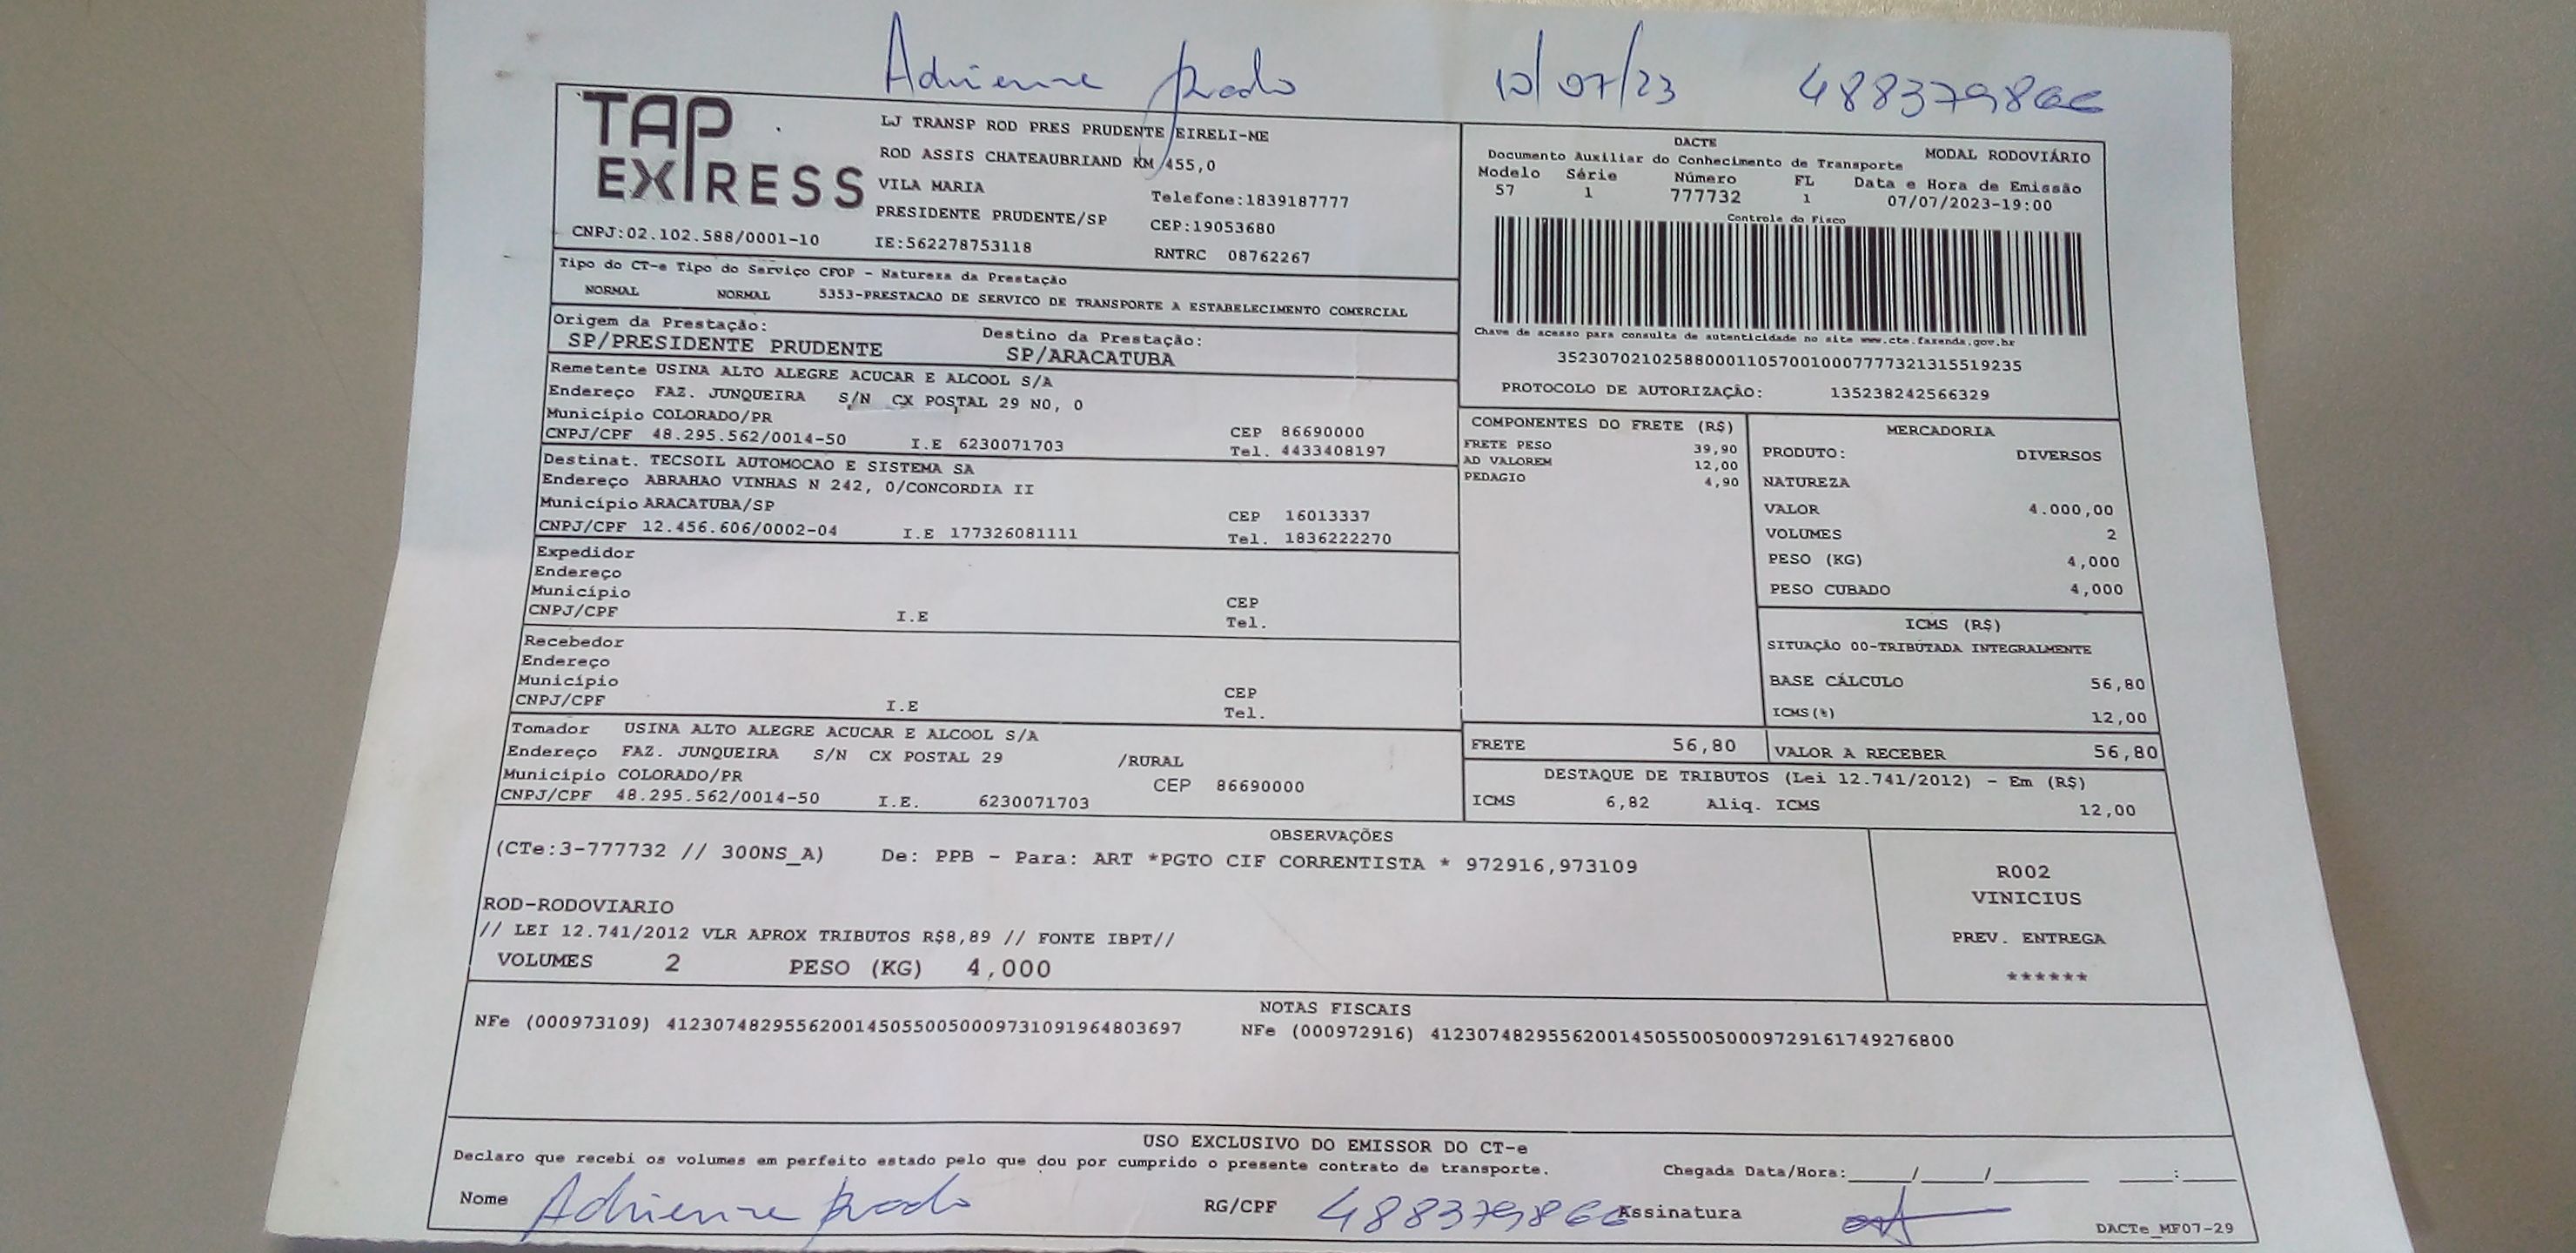 Adrienne Prado 10/07/23 488379866
TAP EXPRESS
CNPJ:02.102.588/0001-10
LJ TRANSP ROD PRES PRUDENTE EIRELI-ME
ROD ASSIS CHATEAUBRIAND KM 455,0
VILA MARIA Telefone:1839187777
PRESIDENTE PRUDENTE/SP CEP:19053680
IE:562278753118 RNTRC 08762267
DACTE MODAL RODOVIÁRIO
Documento Auxiliar do Conhecimento de Transporte
Modelo Série Número FL Data e Hora de Emissão
57 1 777732 1 07/07/2023-19:00
Controle do Fisco
Chave de acesso para consulta de autenticidade no site www.cte.fazenda.gov.br
35230702102588000110570010007777321315519235
PROTOCOLO DE AUTORIZAÇÃO: 135238242566329
Tipo do CT-e Tipo do Serviço CFOP - Natureza da Prestação
NORMAL NORMAL 5353-PRESTACAO DE SERVICO DE TRANSPORTE A ESTABELECIMENTO COMERCIAL
Origem da Prestação: Destino da Prestação:
SP/PRESIDENTE PRUDENTE SP/ARACATUBA
Remetente USINA ALTO ALEGRE ACUCAR E ALCOOL S/A
Endereço FAZ. JUNQUEIRA S/N CX POSTAL 29 NO, 0
Município COLORADO/PR CEP 86690000
CNPJ/CPF 48.295.562/0014-50 I.E 6230071703 Tel. 4433408197
Destinat. TECSOIL AUTOMOCAO E SISTEMA SA
Endereço ABRAHAO VINHAS N 242, 0/CONCORDIA II
Município ARACATUBA/SP CEP 16013337
CNPJ/CPF 12.456.606/0002-04 I.E 177326081111 Tel. 1836222270
Expedidor
Endereço
Município CEP
CNPJ/CPF I.E Tel.
Recebedor
Endereço
Município CEP
CNPJ/CPF I.E Tel.
Tomador USINA ALTO ALEGRE ACUCAR E ALCOOL S/A
Endereço FAZ. JUNQUEIRA S/N CX POSTAL 29 /RURAL
Município COLORADO/PR CEP 86690000
CNPJ/CPF 48.295.562/0014-50 I.E. 6230071703
COMPONENTES DO FRETE (R$)
FRETE PESO 39,90
AD VALOREM 12,00
PEDAGIO 4,90
MERCADORIA
PRODUTO: DIVERSOS
NATUREZA
VALOR 4.000,00
VOLUMES 2
PESO (KG) 4,000
PESO CUBADO 4,000
ICMS (R$)
SITUAÇÃO 00-TRIBUTADA INTEGRALMENTE
BASE CÁLCULO 56,80
ICMS(%) 12,00
FRETE 56,80 VALOR A RECEBER 56,80
DESTAQUE DE TRIBUTOS (Lei 12.741/2012) - Em (R$)
ICMS 6,82 Aliq. ICMS 12,00
OBSERVAÇÕES
(CTe:3-777732 // 300NS_A) De: PPB - Para: ART *PGTO CIF CORRENTISTA * 972916,973109
ROD-RODOVIARIO
// LEI 12.741/2012 VLR APROX TRIBUTOS R$8,89 // FONTE IBPT//
VOLUMES 2 PESO (KG) 4,000
R002
VINICIUS
PREV. ENTREGA
******
NOTAS FISCAIS
NFe (000973109) 41230748295562001450550050009731091964803697 NFe (000972916) 41230748295562001450550050009729161749276800
USO EXCLUSIVO DO EMISSOR DO CT-e
Declaro que recebi os volumes em perfeito estado pelo que dou por cumprido o presente contrato de transporte. Chegada Data/Hora:____/____/____ __:__
Nome Adrienne Prado RG/CPF 488379866 Assinatura
DACTe_MF07-29